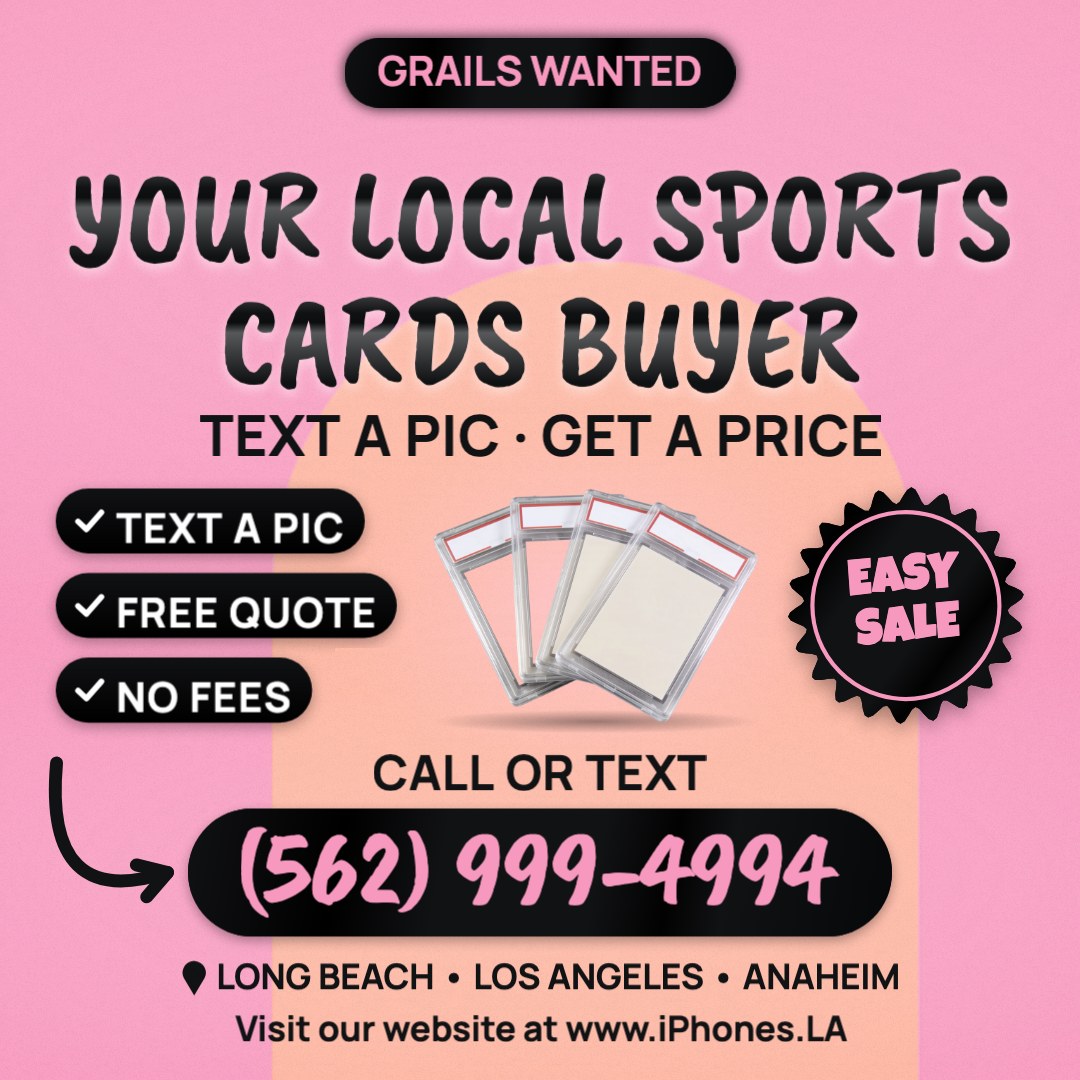 GRAILS WANTED
YOUR LOCAL SPORTS
CARDS BUYER
TEXT A PIC · GET A PRICE
TEXT A PIC
FREE QUOTE
NO FEES
EASY
SALE
CALL OR TEXT
(562) 999-4994
LONG BEACH • LOS ANGELES • ANAHEIM
Visit our website at www.iPhones.LA